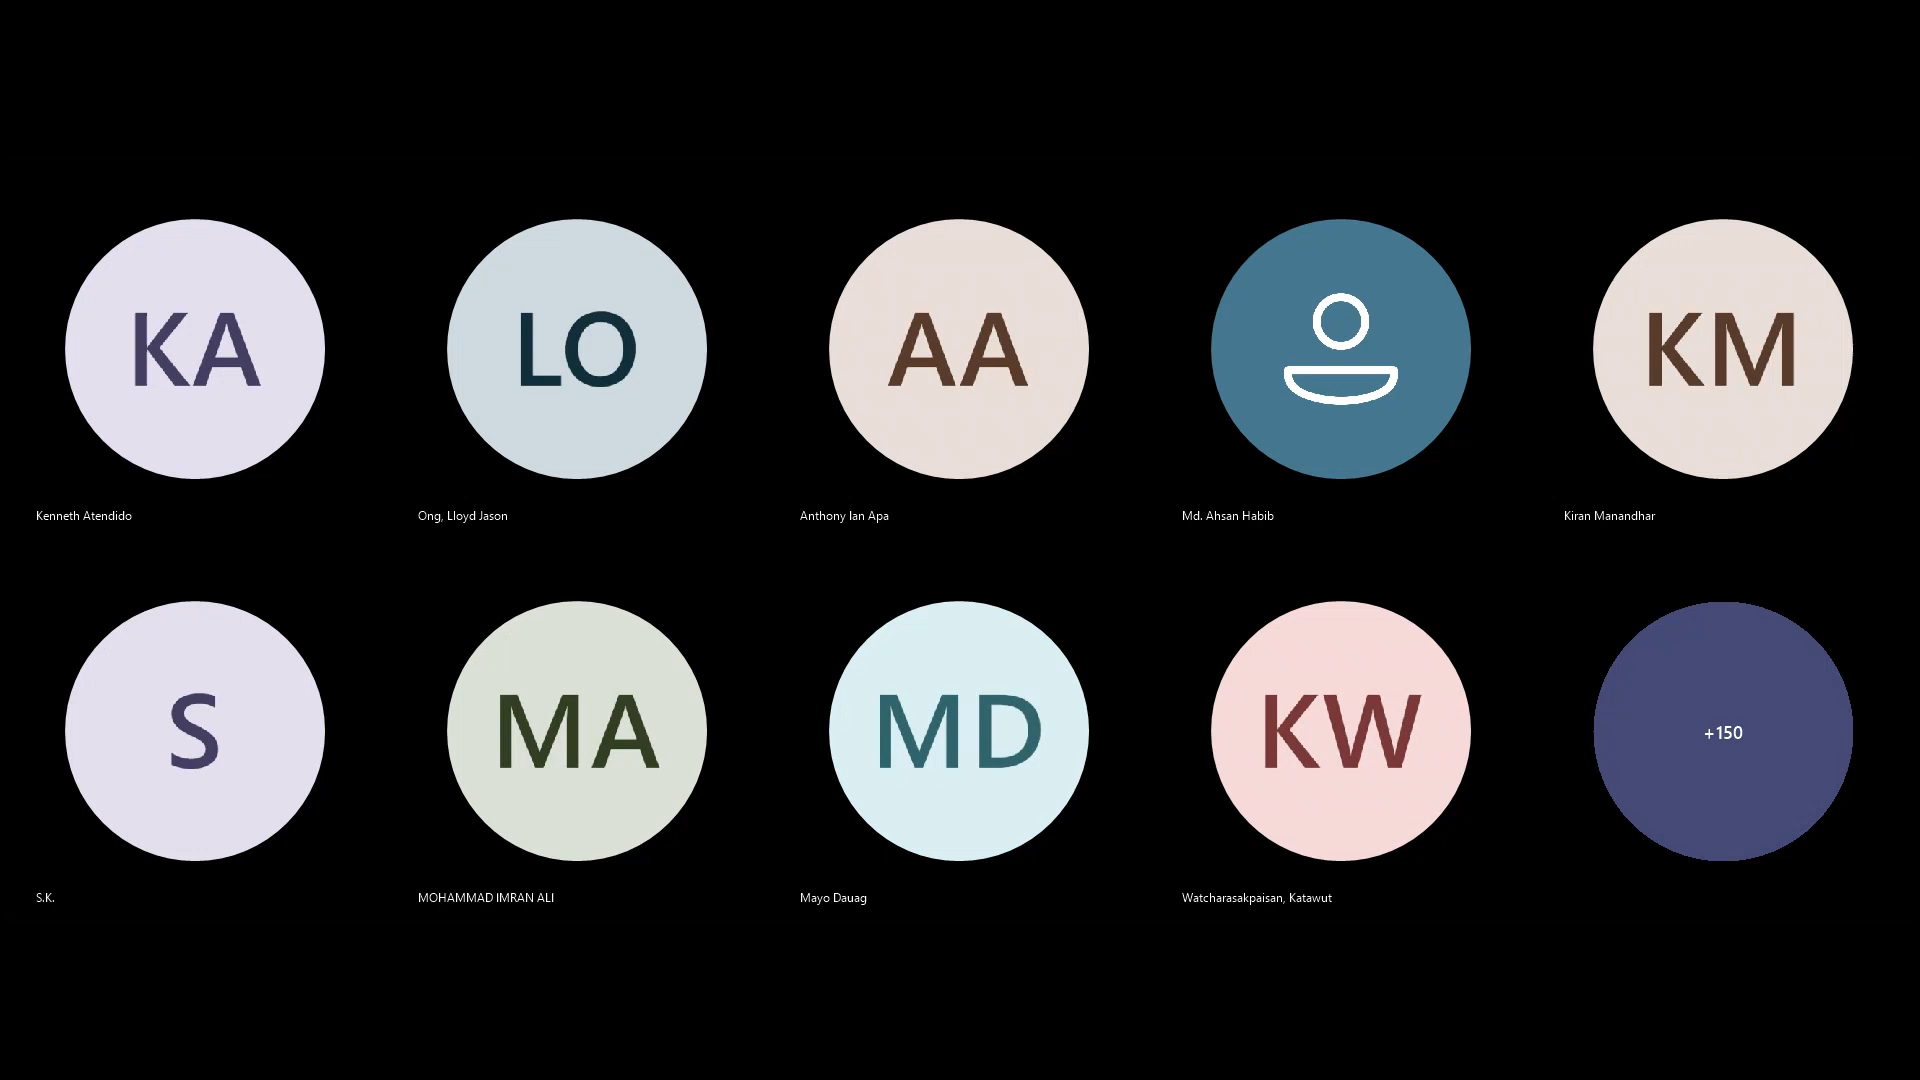 KA
LO
AA
KM
Kenneth Atendido
Ong, Lloyd Jason
Anthony Ian Apa
Md. Ahsan Habib
Kiran Manandhar
S
MA
MD
KW
+150
S.K.
MOHAMMAD IMRAN ALI
Mayo Dauag
Watcharasakpaisan, Katawut